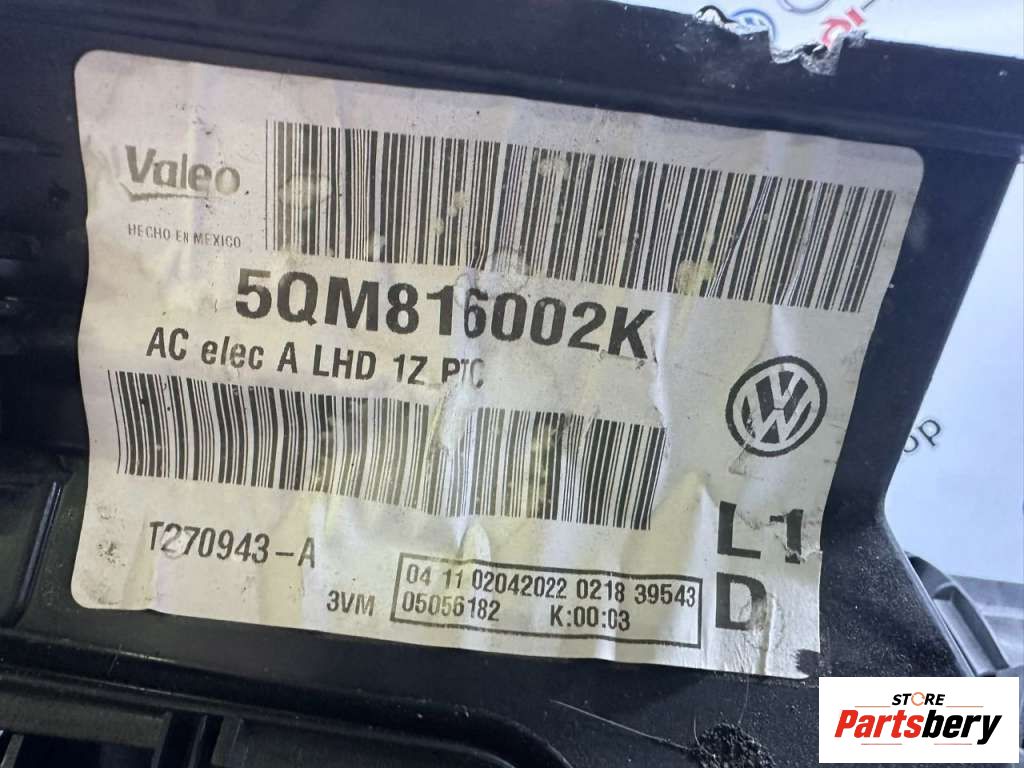 Valeo
HECHO EN MEXICO
5QM816002K
AC elec A LHD 1Z PTC
T270943-A
3VM
04 11 02042022 0218 39543
05056182 K:00:03
L1
D
op
STORE
Partsbery